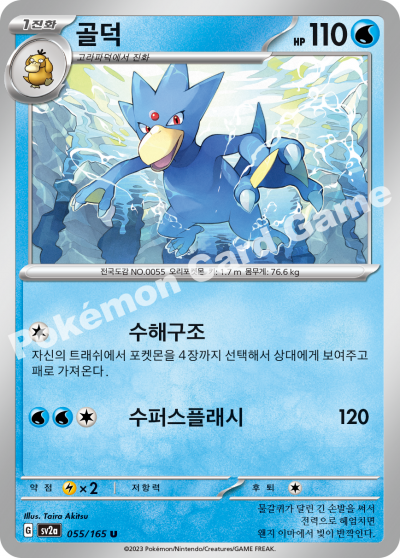 1진화 골덕 HP 110
고라파덕에서 진화
전국도감 NO.0055 오리포켓몬 키: 1.7 m 몸무게: 76.6 kg
수해구조
자신의 트래쉬에서 포켓몬을 4장까지 선택해서 상대에게 보여주고
패로 가져온다.
수퍼스플래시 120
약점 ×2 저항력 후퇴
Illus. Taira Akitsu
G sv2a 055/165 U
물갈퀴가 달린 긴 손발을 써서
전력으로 헤엄치면
왠지 이마에서 빛이 반짝인다.
©2023 Pokémon/Nintendo/Creatures/GAME FREAK.
Pokémon Card Game